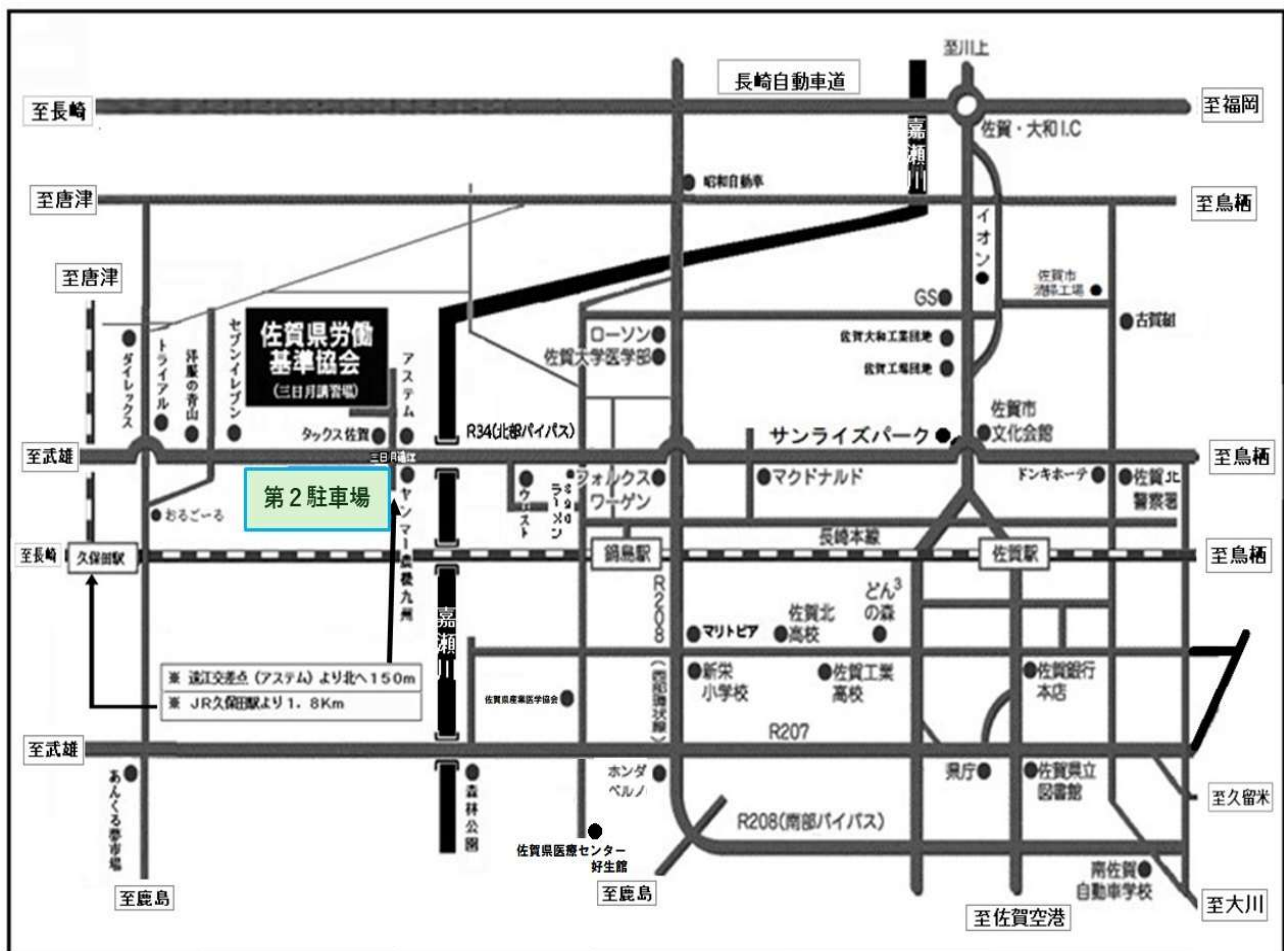 至川上
長崎自動車道
至長崎
至福岡
嘉瀬川
佐賀・大和I.C
昭和自動車
至唐津
至鳥栖
イオン
至唐津
佐賀市
清掃工場
GS
古賀組
佐賀県労働
基準協会
(三日月講習場)
ローソン
佐賀大学医学部
佐賀大和工業団地
佐賀工場団地
ダイレックス
トライアル
洋服の青山
セブンイレブン
アステム
タックス佐賀
R34(北部バイパス)
サンライズパーク
佐賀市
文化会館
至武雄
三日月遠江
至鳥栖
第2駐車場
ヤンマー農機九州
ウエスト
ラーメン
フォルクス
ワーゲン
マクドナルド
ドンキホーテ
佐賀北
警察署
おるごーる
長崎本線
至長崎
久保田駅
鍋島駅
佐賀駅
至鳥栖
嘉瀬川
R208
(西部環状線)
マリトピア
佐賀北
高校
どん3
の森
※ 遠江交差点(アステム)より北へ150m
※ JR久保田駅より1.8Km
佐賀県産業医学協会
新栄
小学校
佐賀工業
高校
佐賀銀行
本店
至武雄
R207
あんくる夢市場
森林公園
ホンダ
ベルノ
県庁
佐賀県立
図書館
至久留米
R208(南部バイパス)
佐賀県医療センター
好生館
南佐賀
自動車学校
至鹿島
至鹿島
至佐賀空港
至大川